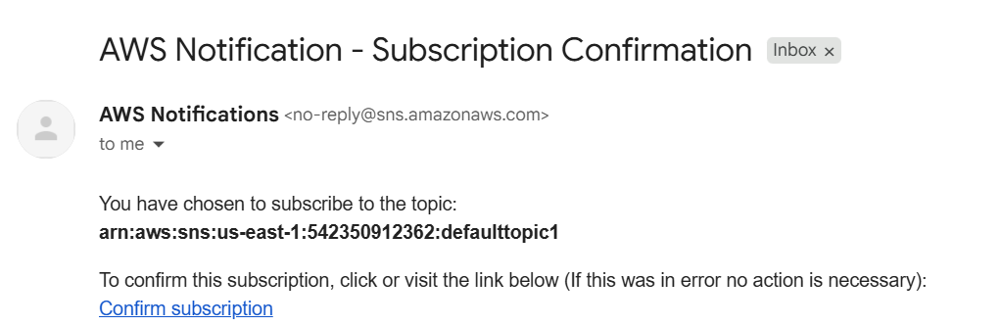 AWS Notification - Subscription Confirmation Inbox x
AWS Notifications <no-reply@sns.amazonaws.com>
to me
You have chosen to subscribe to the topic:
arn:aws:sns:us-east-1:542350912362:defaulttopic1
To confirm this subscription, click or visit the link below (If this was in error no action is necessary):
Confirm subscription